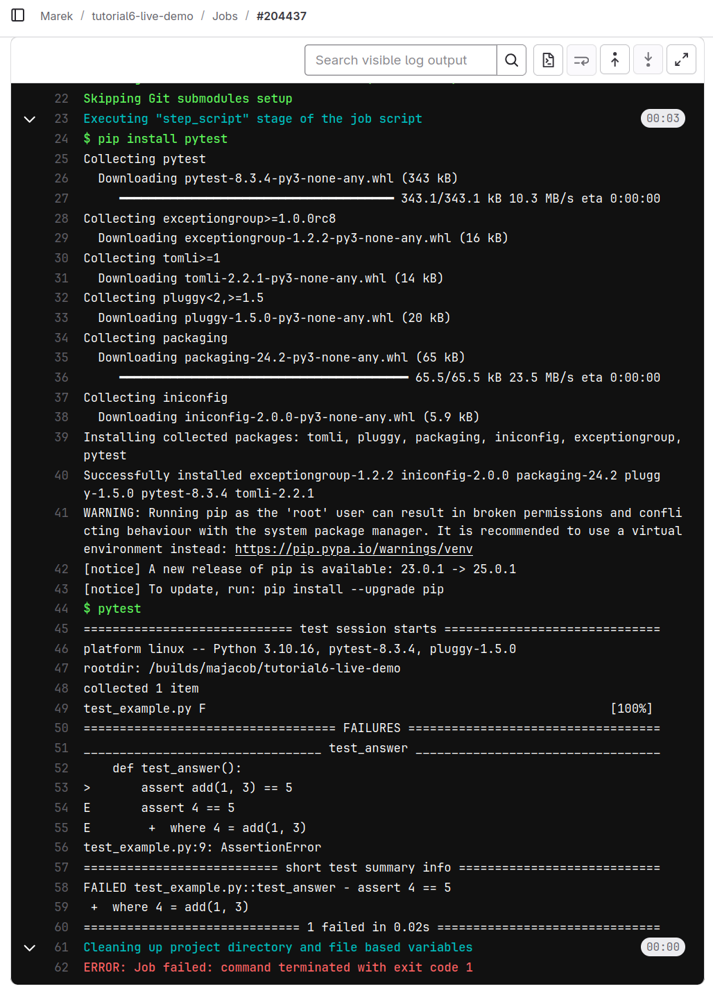 Marek / tutorial6-live-demo / Jobs / #204437
Search visible log output
22 Skipping Git submodules setup
23 Executing "step_script" stage of the job script 00:03
24 $ pip install pytest
25 Collecting pytest
26   Downloading pytest-8.3.4-py3-none-any.whl (343 kB)
27      ━━━━━━━━━━━━━━━━━━━━━━━━━━━━━━━━━━━━━━ 343.1/343.1 kB 10.3 MB/s eta 0:00:00
28 Collecting exceptiongroup>=1.0.0rc8
29   Downloading exceptiongroup-1.2.2-py3-none-any.whl (16 kB)
30 Collecting tomli>=1
31   Downloading tomli-2.2.1-py3-none-any.whl (14 kB)
32 Collecting pluggy<2,>=1.5
33   Downloading pluggy-1.5.0-py3-none-any.whl (20 kB)
34 Collecting packaging
35   Downloading packaging-24.2-py3-none-any.whl (65 kB)
36      ━━━━━━━━━━━━━━━━━━━━━━━━━━━━━━━━━━━━━━━━ 65.5/65.5 kB 23.5 MB/s eta 0:00:00
37 Collecting iniconfig
38   Downloading iniconfig-2.0.0-py3-none-any.whl (5.9 kB)
39 Installing collected packages: tomli, pluggy, packaging, iniconfig, exceptiongroup,
pytest
40 Successfully installed exceptiongroup-1.2.2 iniconfig-2.0.0 packaging-24.2 plugg
y-1.5.0 pytest-8.3.4 tomli-2.2.1
41 WARNING: Running pip as the 'root' user can result in broken permissions and confli
cting behaviour with the system package manager. It is recommended to use a virtual
environment instead: https://pip.pypa.io/warnings/venv
42 [notice] A new release of pip is available: 23.0.1 -> 25.0.1
43 [notice] To update, run: pip install --upgrade pip
44 $ pytest
45 ============================= test session starts ==============================
46 platform linux -- Python 3.10.16, pytest-8.3.4, pluggy-1.5.0
47 rootdir: /builds/majacob/tutorial6-live-demo
48 collected 1 item
49 test_example.py F                                                        [100%]
50 =================================== FAILURES ===================================
51 _________________________________ test_answer __________________________________
52     def test_answer():
53 >       assert add(1, 3) == 5
54 E       assert 4 == 5
55 E        +  where 4 = add(1, 3)
56 test_example.py:9: AssertionError
57 =========================== short test summary info ============================
58 FAILED test_example.py::test_answer - assert 4 == 5
59  +  where 4 = add(1, 3)
60 ============================== 1 failed in 0.02s ===============================
61 Cleaning up project directory and file based variables 00:00
62 ERROR: Job failed: command terminated with exit code 1